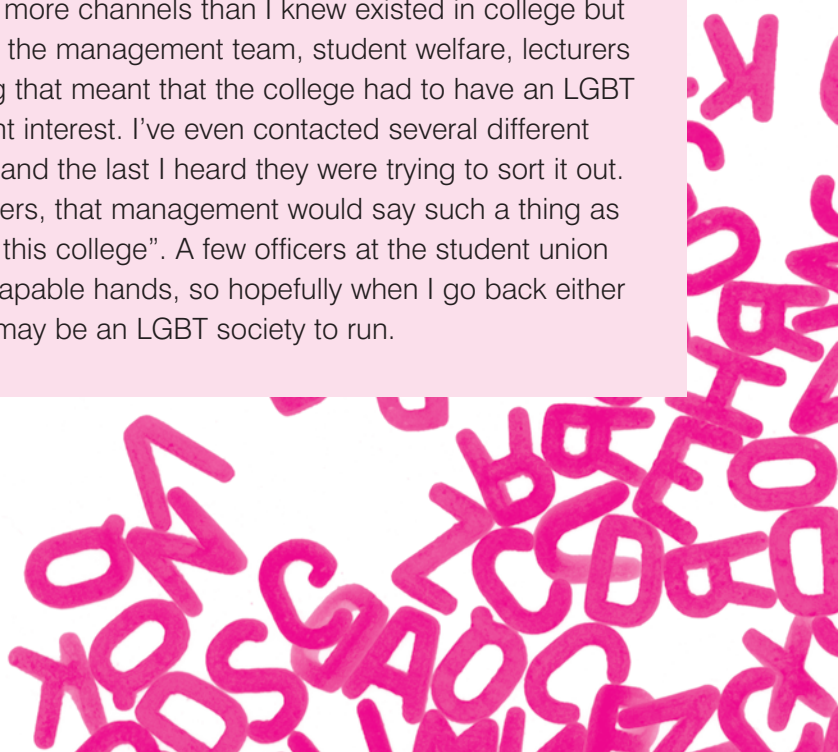 more channels than I knew existed in college but
the management team, student welfare, lecturers
g that meant that the college had to have an LGBT
nt interest. I've even contacted several different
and the last I heard they were trying to sort it out.
ers, that management would say such a thing as
this college”. A few officers at the student union
apable hands, so hopefully when I go back either
may be an LGBT society to run.